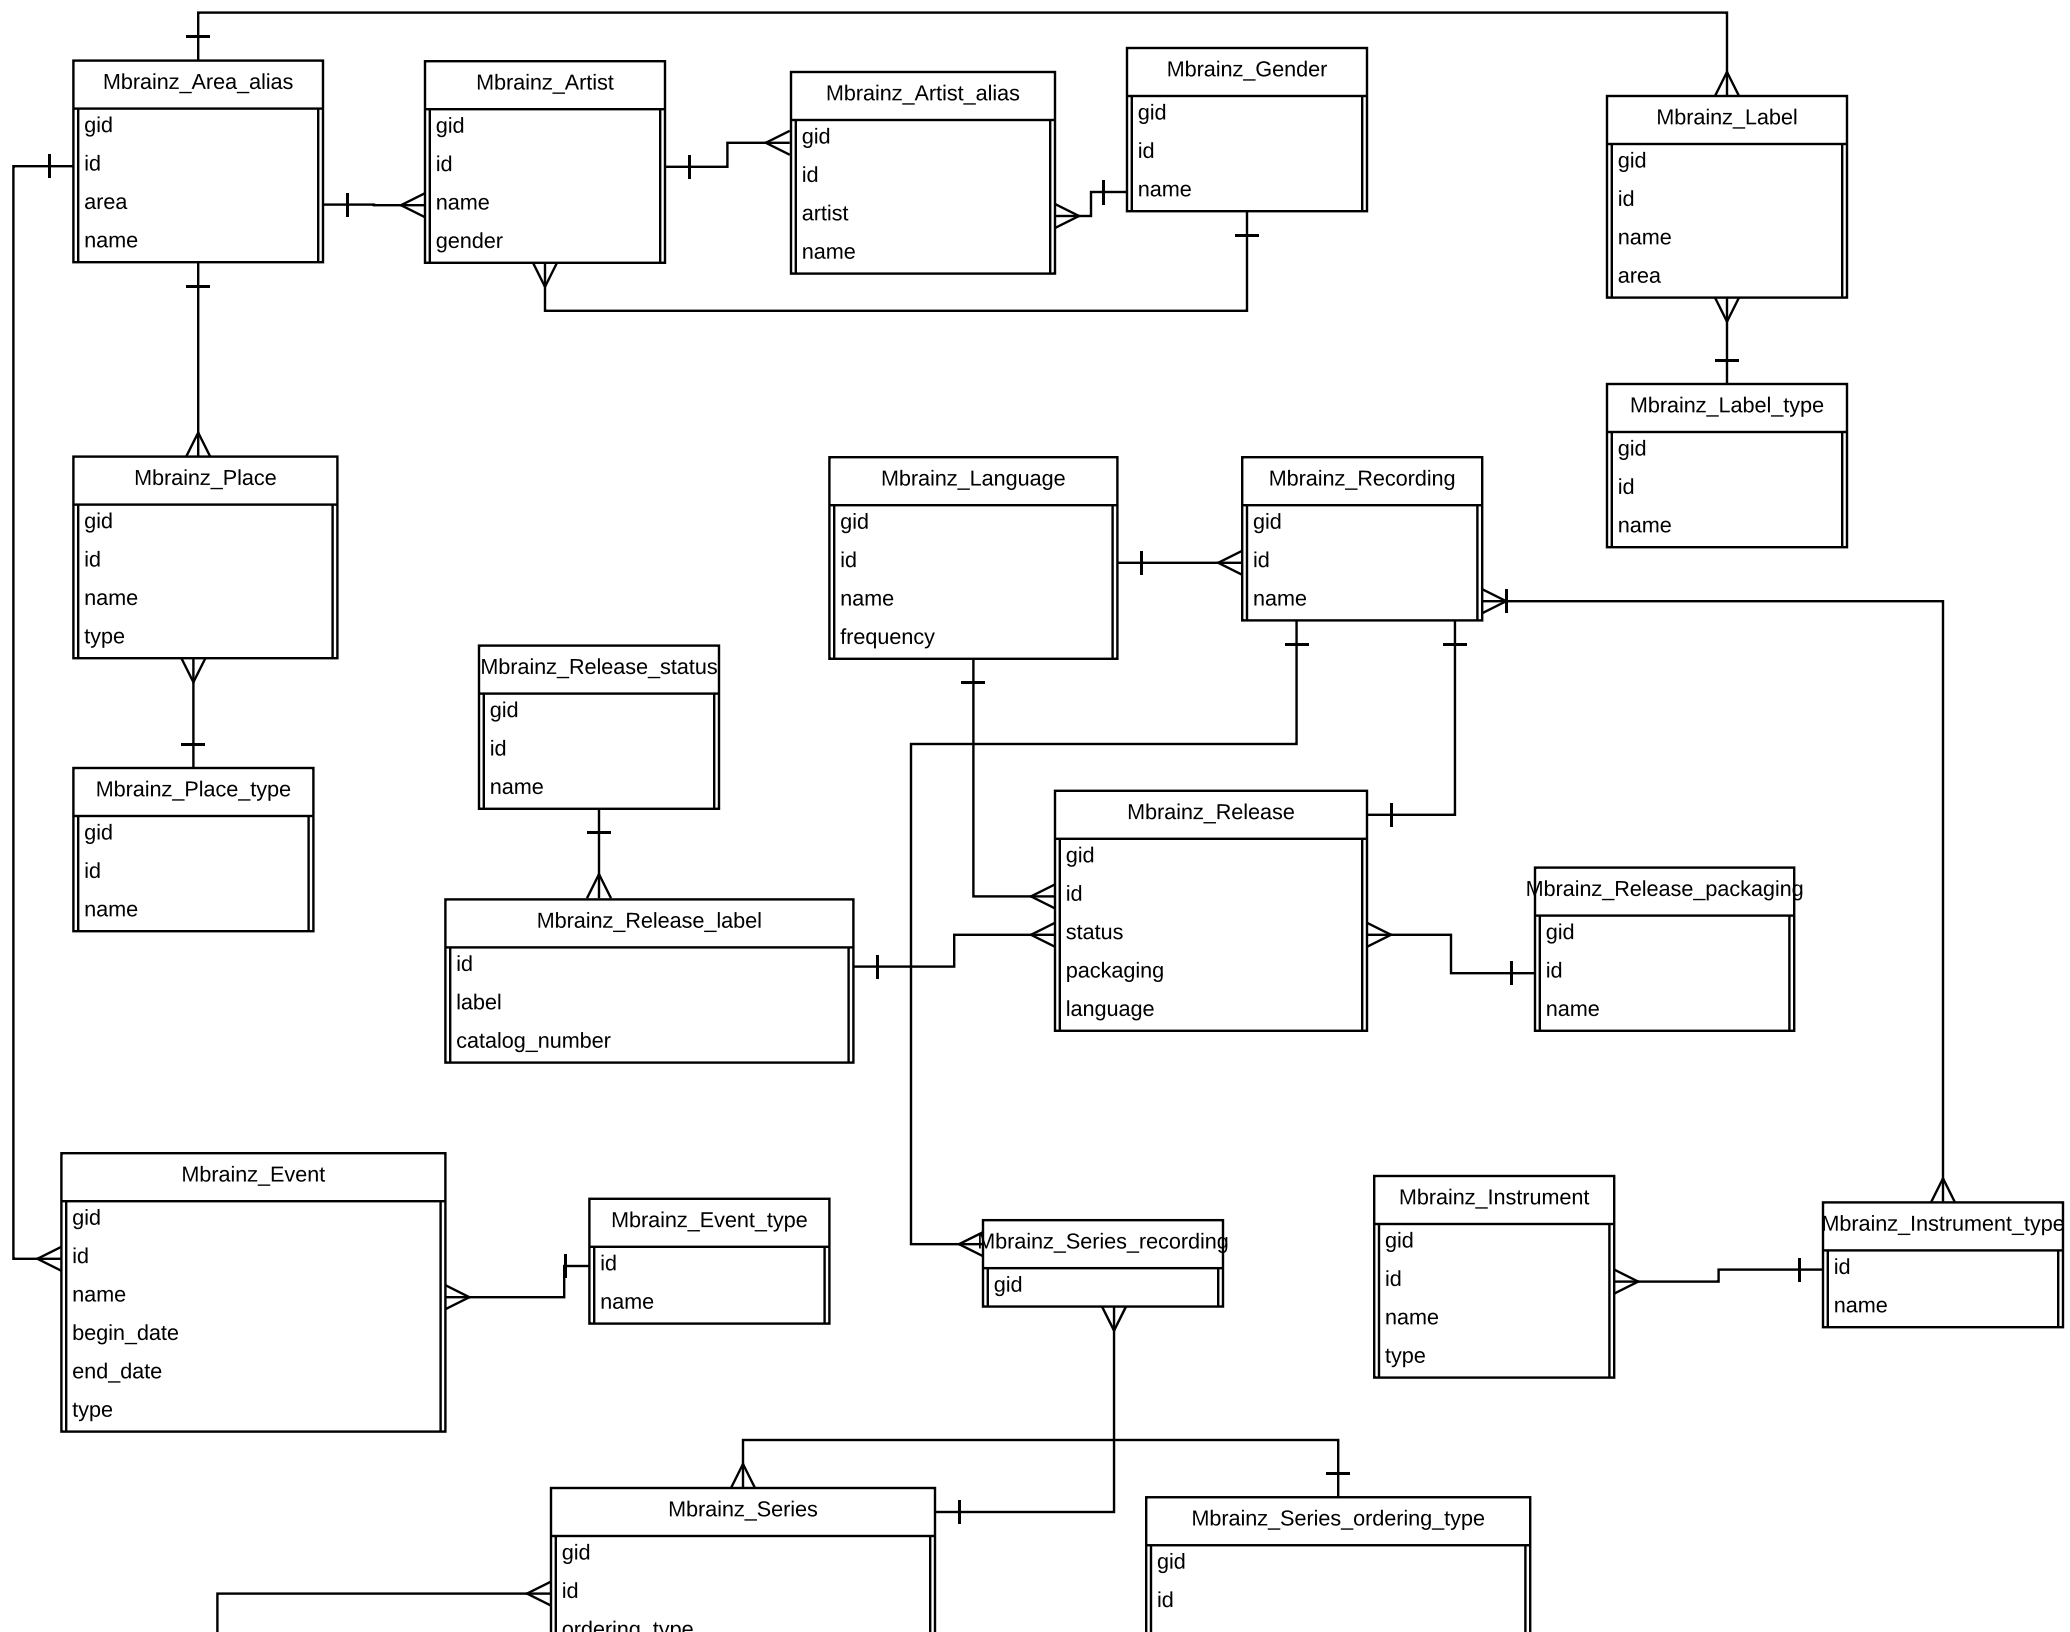 Mbrainz_Area_alias
gid
id
area
name
Mbrainz_Artist
gid
id
name
gender
Mbrainz_Artist_alias
gid
id
artist
name
Mbrainz_Gender
gid
id
name
Mbrainz_Label
gid
id
name
area
Mbrainz_Label_type
gid
id
name
Mbrainz_Place
gid
id
name
type
Mbrainz_Language
gid
id
name
frequency
Mbrainz_Recording
gid
id
name
Mbrainz_Release_status
gid
id
name
Mbrainz_Place_type
gid
id
name
Mbrainz_Release
gid
id
status
packaging
language
Mbrainz_Release_packaging
gid
id
name
Mbrainz_Release_label
id
label
catalog_number
Mbrainz_Event
gid
id
name
begin_date
end_date
type
Mbrainz_Event_type
id
name
Mbrainz_Series_recording
gid
Mbrainz_Instrument
gid
id
name
type
Mbrainz_Instrument_type
id
name
Mbrainz_Series
gid
id
ordering_type
Mbrainz_Series_ordering_type
gid
id